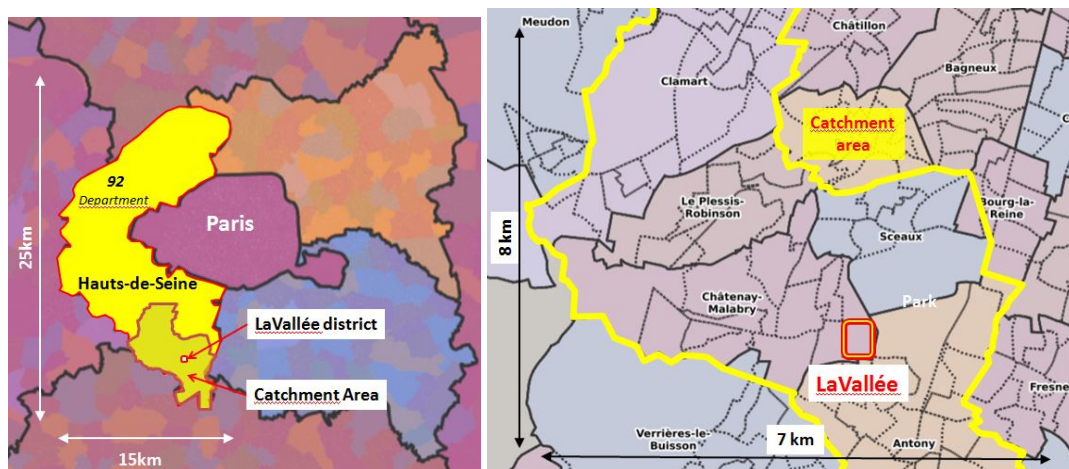 25km
92
Department
Paris
Hauts-de-Seine
LaVallée district
Catchment Area
15km
Meudon
Châtillon
Clamart
Bagneux
Catchment
area
8 km
Le Plessis-
Robinson
Bourg-la-
Reine
Sceaux
Châtenay-
Malabry
Park
LaVallée
Fresne
Verrières-le-
Buisson
7 km
Antony